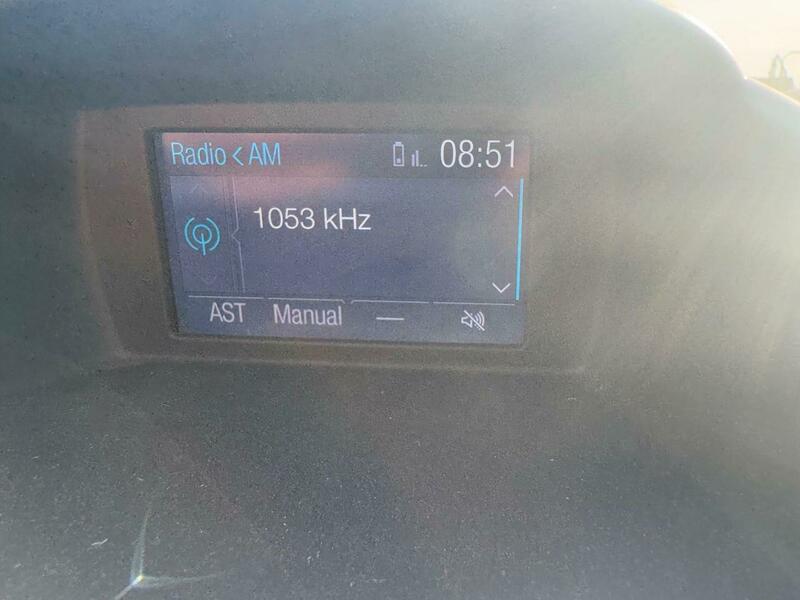 Radio < AM 08:51
1053 kHz
AST Manual —